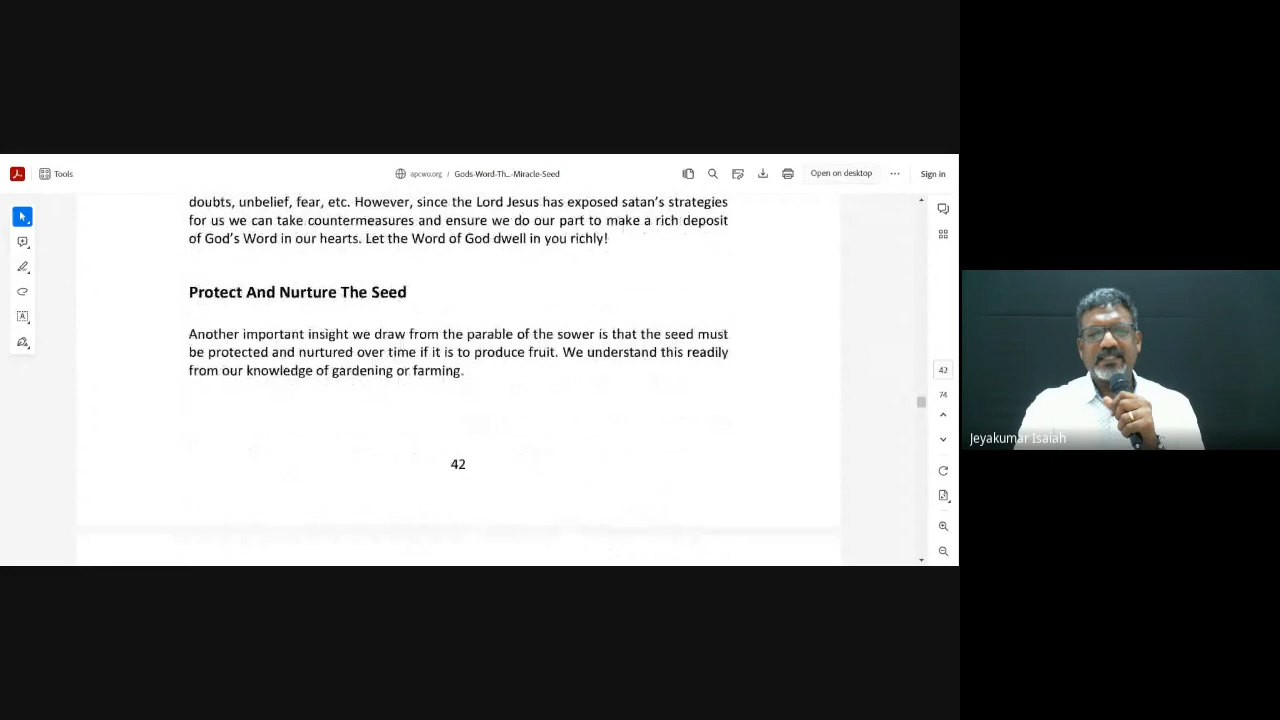 Tools
apcwo.org / Gods-Word-Th...-Miracle-Seed
Open on desktop
...
Sign in
doubts, unbelief, fear, etc. However, since the Lord Jesus has exposed satan's strategies
for us we can take countermeasures and ensure we do our part to make a rich deposit
of God's Word in our hearts. Let the Word of God dwell in you richly!
Protect And Nurture The Seed
Another important insight we draw from the parable of the sower is that the seed must
be protected and nurtured over time if it is to produce fruit. We understand this readily
from our knowledge of gardening or farming.
42
42
74
Jeyakumar Isaiah